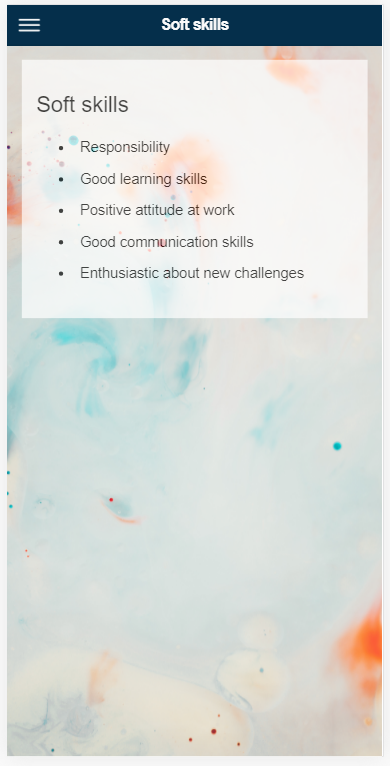 Soft skills
Soft skills
Responsibility
Good learning skills
Positive attitude at work
Good communication skills
Enthusiastic about new challenges